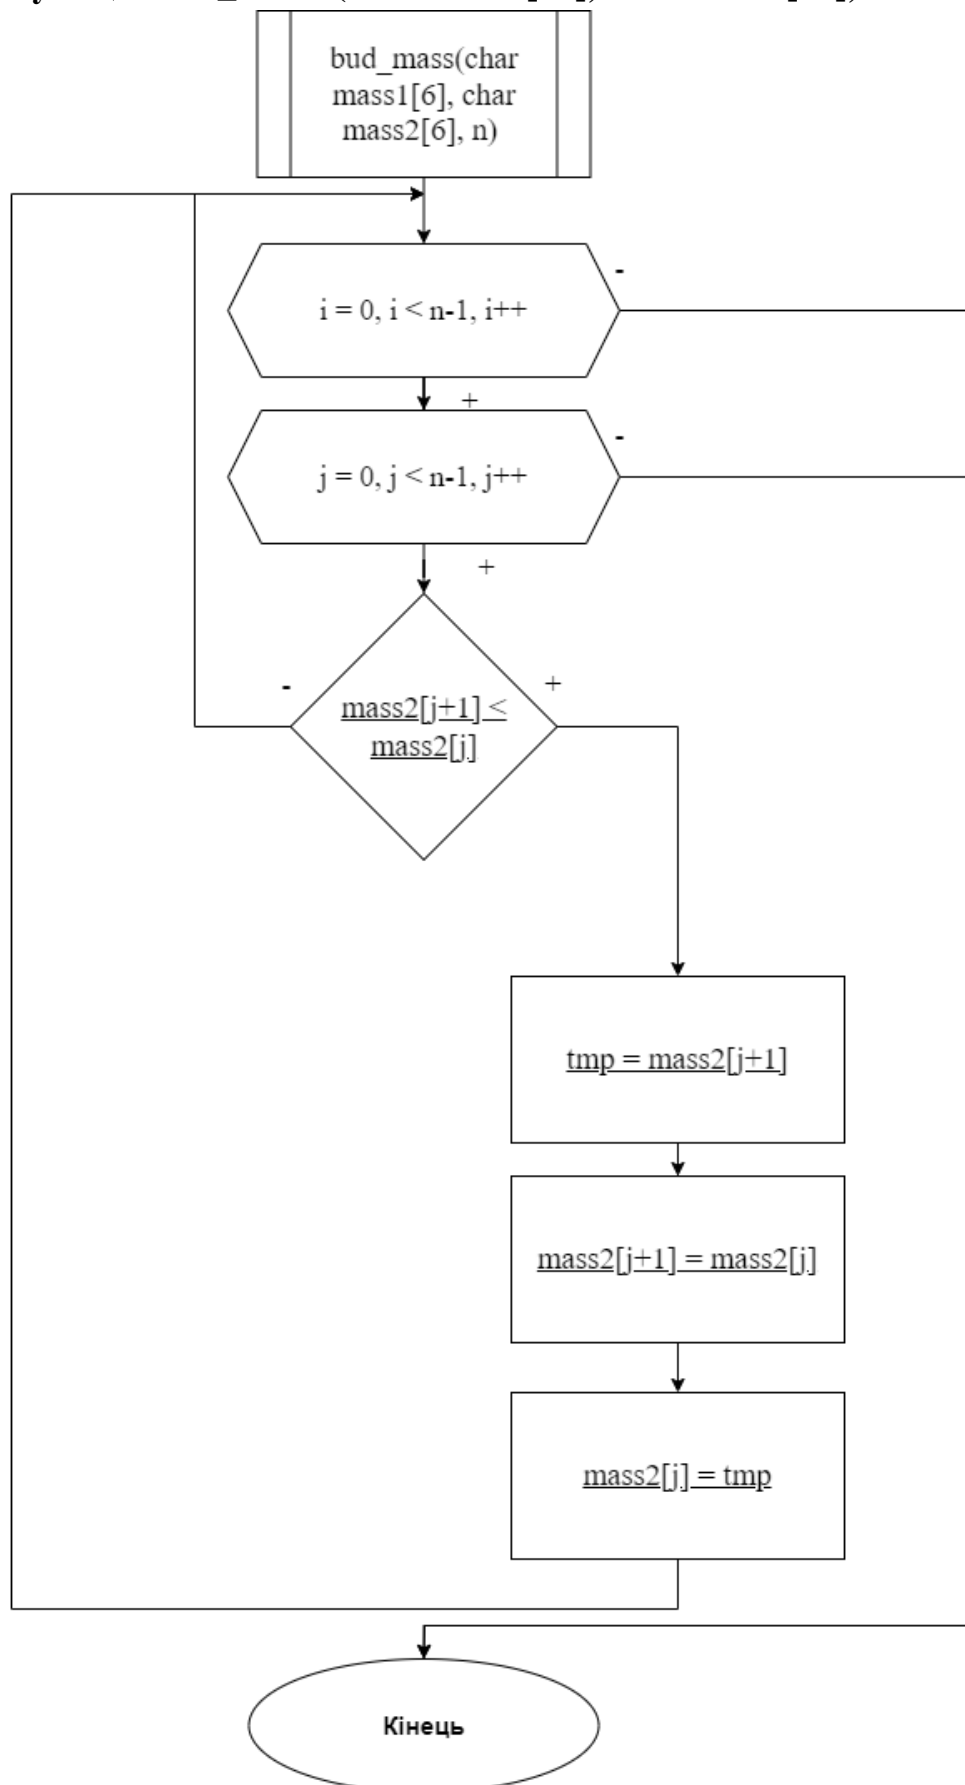 bud_mass(char
mass1[6], char
mass2[6], n)
-
i = 0, i < n-1, i++
+
-
j = 0, j < n-1, j++
+
-
+
mass2[j+1] <
mass2[j]
tmp = mass2[j+1]
mass2[j+1] = mass2[j]
mass2[j] = tmp
Кінець